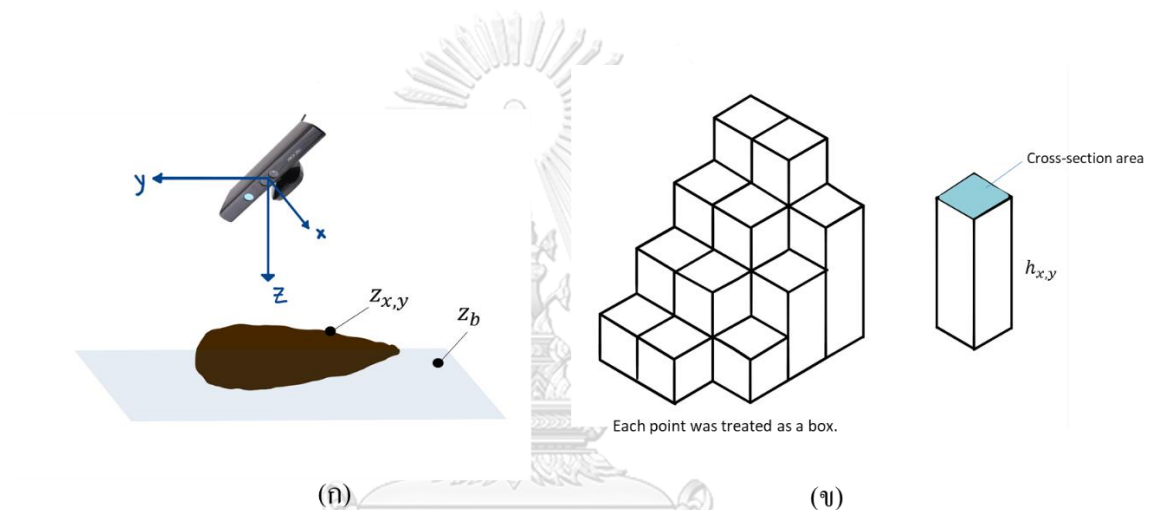 y
x
z
z_{x,y}
z_b
Each point was treated as a box.
Cross-section area
h_{x,y}
(ก)
(ข)